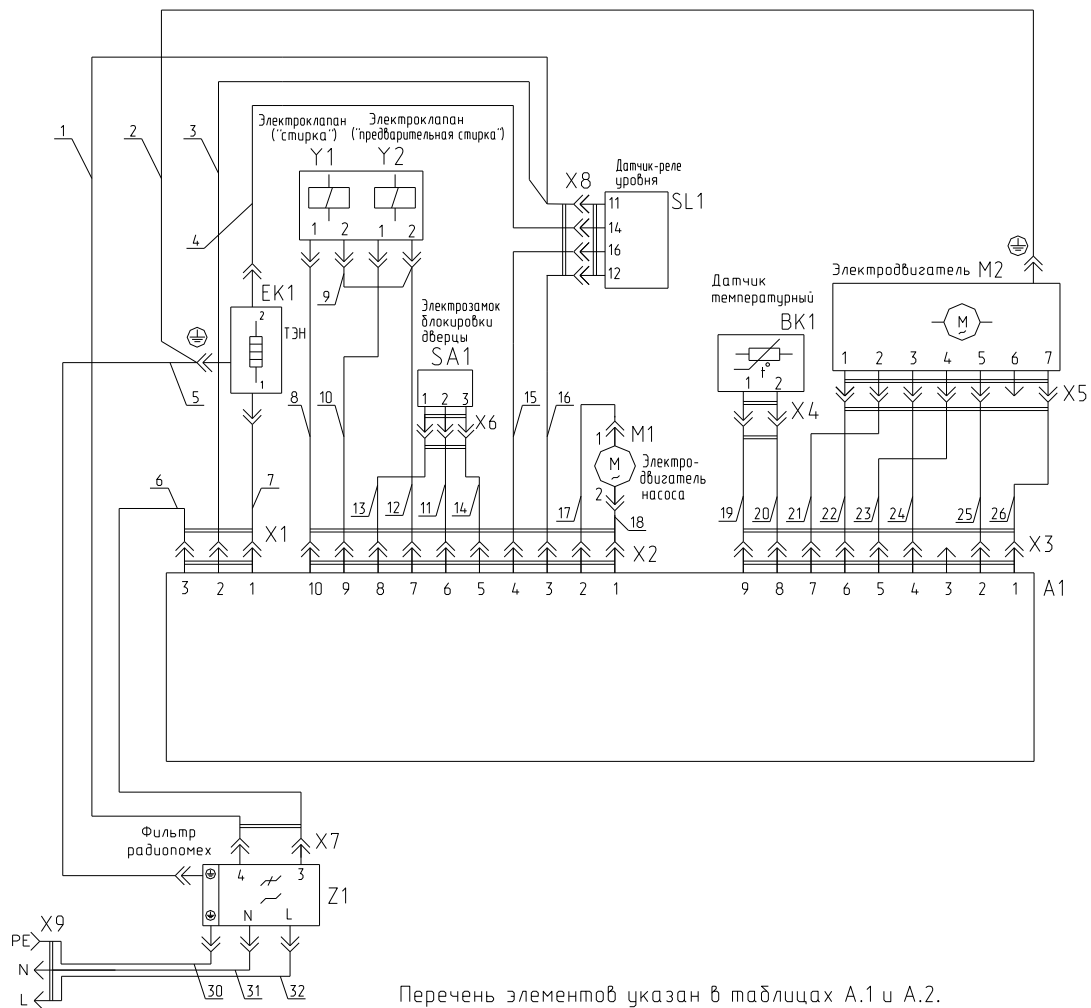 1
2
3
4
Электроклапан
("стирка")
Y1
Электроклапан
("предварительная стирка")
Y2
1 2 1 2
9
X8
Датчик-реле
уровня
SL1
11
14
16
12
EK1
2
ТЭН
1
5
Электрозамок
блокировки
дверцы
SA1
1 2 3
X6
Датчик
температурный
BK1
t°
1 2
X4
Электродвигатель M2
M
~
1 2 3 4 5 6 7
X5
8
10
15
16
1
M1
M
~
2
Электро-
двигатель
насоса
6
7
13
12
11
14
17
18
19
20
21
22
23
24
25
26
X1
X2
X3
3 2 1
10 9 8 7 6 5 4 3 2 1
9 8 7 6 5 4 3 2 1
A1
Фильтр
радиопомех
X7
4 3
Z1
N L
X9
PE
N
L
30
31
32
Перечень элементов указан в таблицах А.1 и А.2.